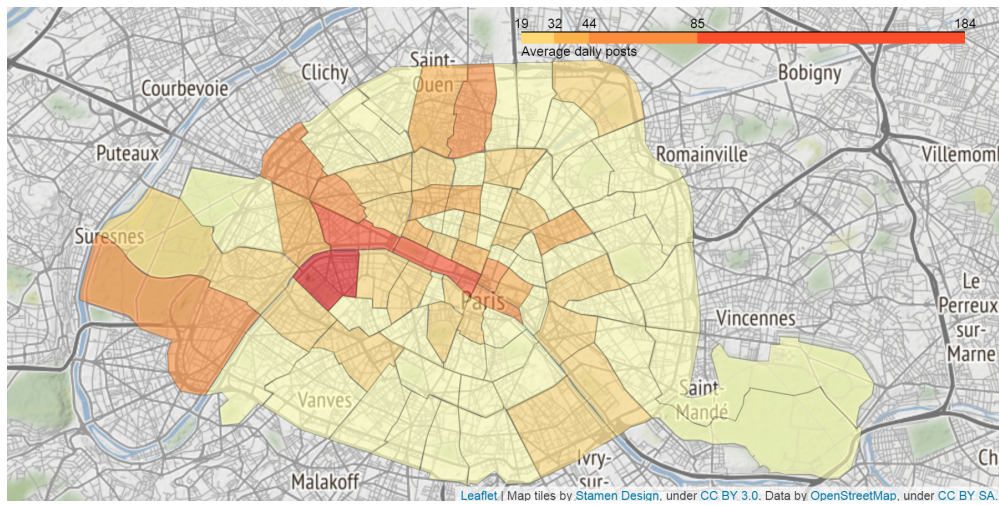 19 32 44 85 184
Average daily posts
Saint-
Ouen
Clichy
Bobigny
Courbevoie
Puteaux
Romainville
Villemom
Suresnes
Paris
Le
Perreux-
sur-
Marne
Vincennes
Saint-
Mandé
Vanves
Malakoff
Ivry-
sur-
Ch
Leaflet | Map tiles by Stamen Design, under CC BY 3.0. Data by OpenStreetMap, under CC BY SA.